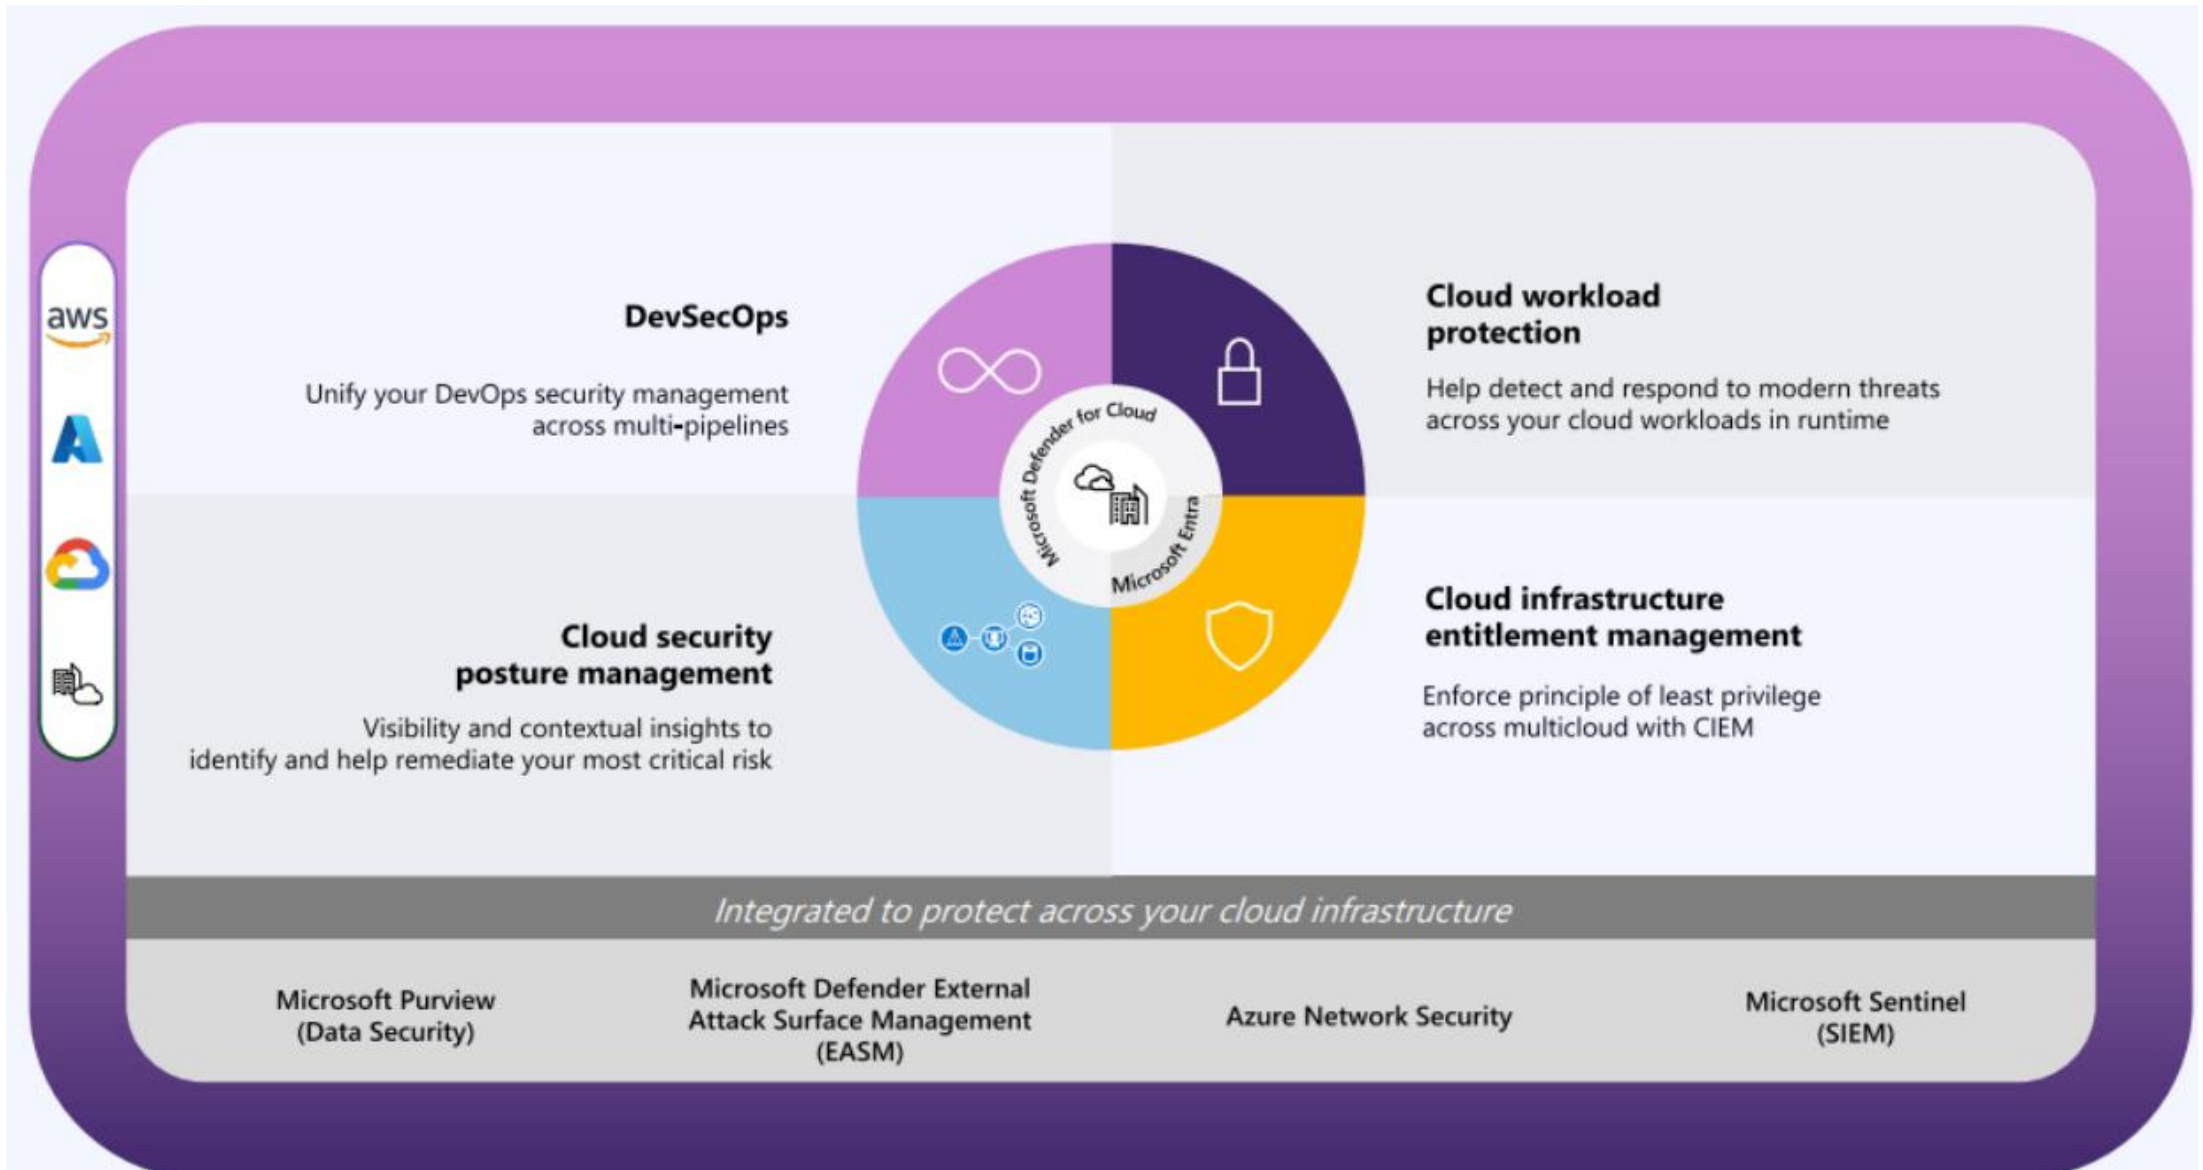 aws
DevSecOps
Unify your DevOps security management
across multi-pipelines
Cloud workload
protection
Help detect and respond to modern threats
across your cloud workloads in runtime
Microsoft Defender for Cloud
Microsoft Entra
Cloud security
posture management
Visibility and contextual insights to
identify and help remediate your most critical risk
Cloud infrastructure
entitlement management
Enforce principle of least privilege
across multicloud with CIEM
Integrated to protect across your cloud infrastructure
Microsoft Purview
(Data Security)
Microsoft Defender External
Attack Surface Management
(EASM)
Azure Network Security
Microsoft Sentinel
(SIEM)